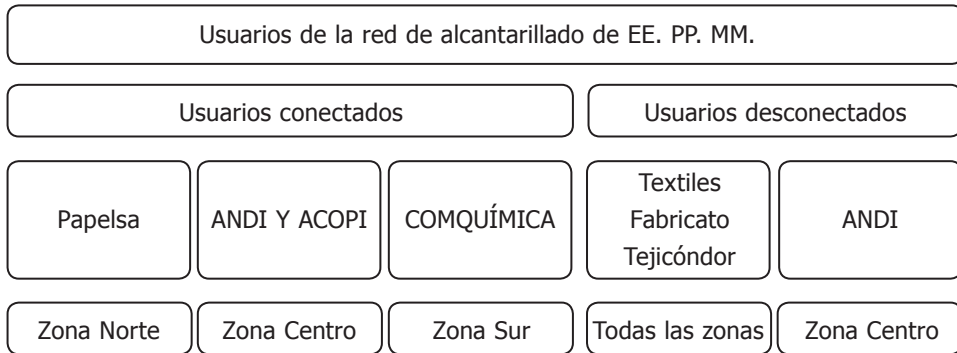 Usuarios de la red de alcantarillado de EE. PP. MM.
Usuarios conectados
Usuarios desconectados
Papelsa
ANDI Y ACOPI
COMQUÍMICA
Textiles
Fabricato
Tejicóndor
ANDI
Zona Norte
Zona Centro
Zona Sur
Todas las zonas
Zona Centro